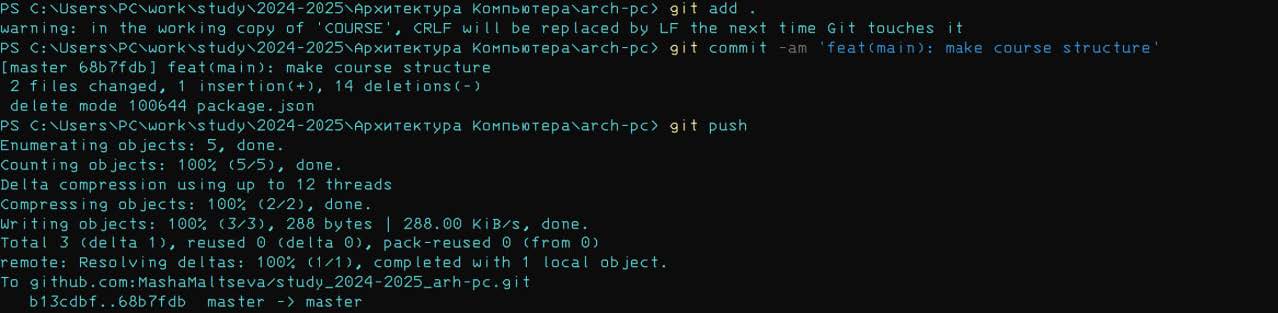 PS C:\Users\PC\work\study\2024-2025\Архитектура Компьютера\arch-pc> git add .
warning: in the working copy of 'COURSE', CRLF will be replaced by LF the next time Git touches it
PS C:\Users\PC\work\study\2024-2025\Архитектура Компьютера\arch-pc> git commit -am 'feat(main): make course structure'
[master 68b7fdb] feat(main): make course structure
 2 files changed, 1 insertion(+), 14 deletions(-)
 delete mode 100644 package.json
PS C:\Users\PC\work\study\2024-2025\Архитектура Компьютера\arch-pc> git push
Enumerating objects: 5, done.
Counting objects: 100% (5/5), done.
Delta compression using up to 12 threads
Compressing objects: 100% (2/2), done.
Writing objects: 100% (3/3), 288 bytes | 288.00 KiB/s, done.
Total 3 (delta 1), reused 0 (delta 0), pack-reused 0 (from 0)
remote: Resolving deltas: 100% (1/1), completed with 1 local object.
To github.com:MashaMaltseva/study_2024-2025_arh-pc.git
   b13cdbf..68b7fdb  master -> master